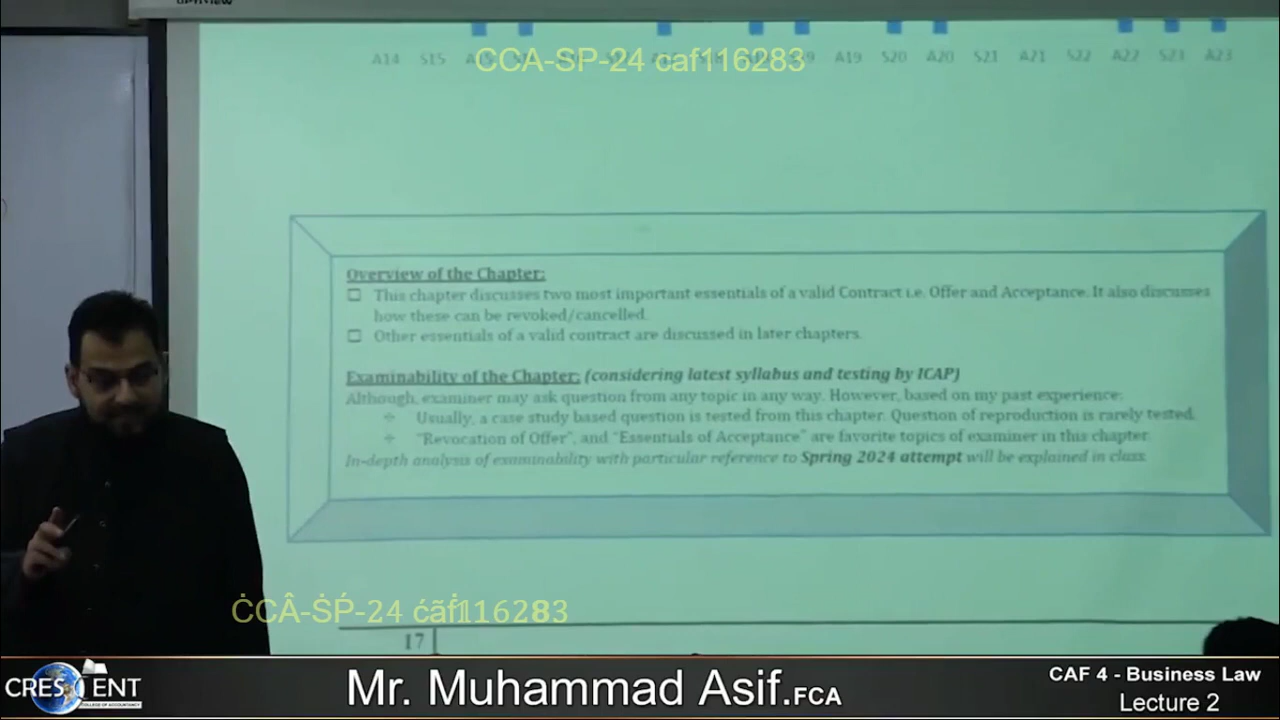 A14 S15 S20 A20 S21 A21 S22 A22 S23 A23
A19
CCA-SP-24 caf116283
Overview of the Chapter:
❑ This chapter discusses two most important essentials of a valid Contract i.e. Offer and Acceptance. It also discusses
how these can be revoked/cancelled.
❑ Other essentials of a valid contract are discussed in later chapters.
Examinability of the Chapter: (considering latest syllabus and testing by ICAP)
Although, examiner may ask question from any topic in any way. However, based on my past experience:
Usually, a case study based question is tested from this chapter. Question of reproduction is rarely tested.
"Revocation of Offer", and "Essentials of Acceptance" are favorite topics of examiner in this chapter.
In-depth analysis of examinability with particular reference to Spring 2024 attempt will be explained in class.
ĊCÂ-ṠṔ-24 ćãḟ116283
17
CRESCENT
COLLEGE OF ACCOUNTANCY
Mr. Muhammad Asif.FCA
CAF 4 - Business Law
Lecture 2